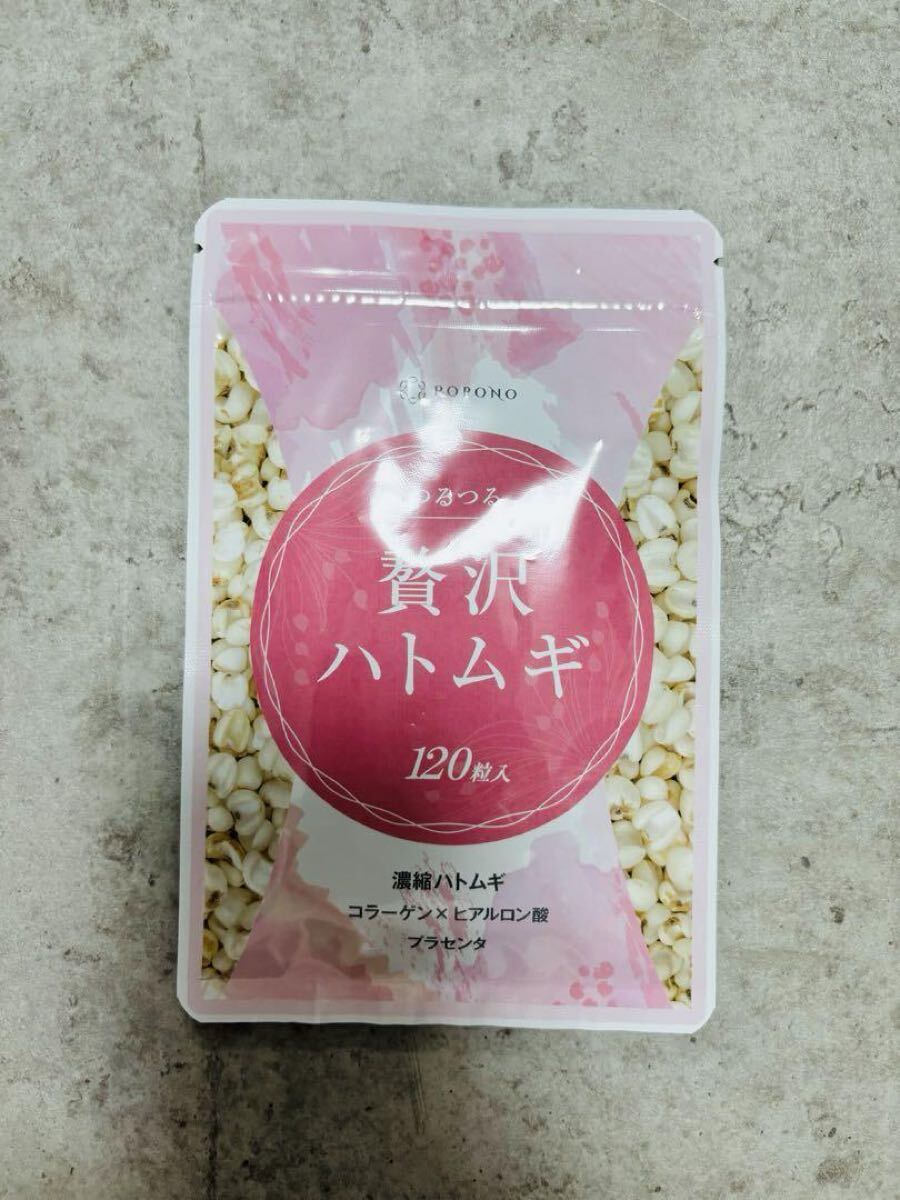 POPONO
つるつる
贅沢
ハトムギ
120粒入
濃縮ハトムギ
コラーゲン×ヒアルロン酸
プラセンタ